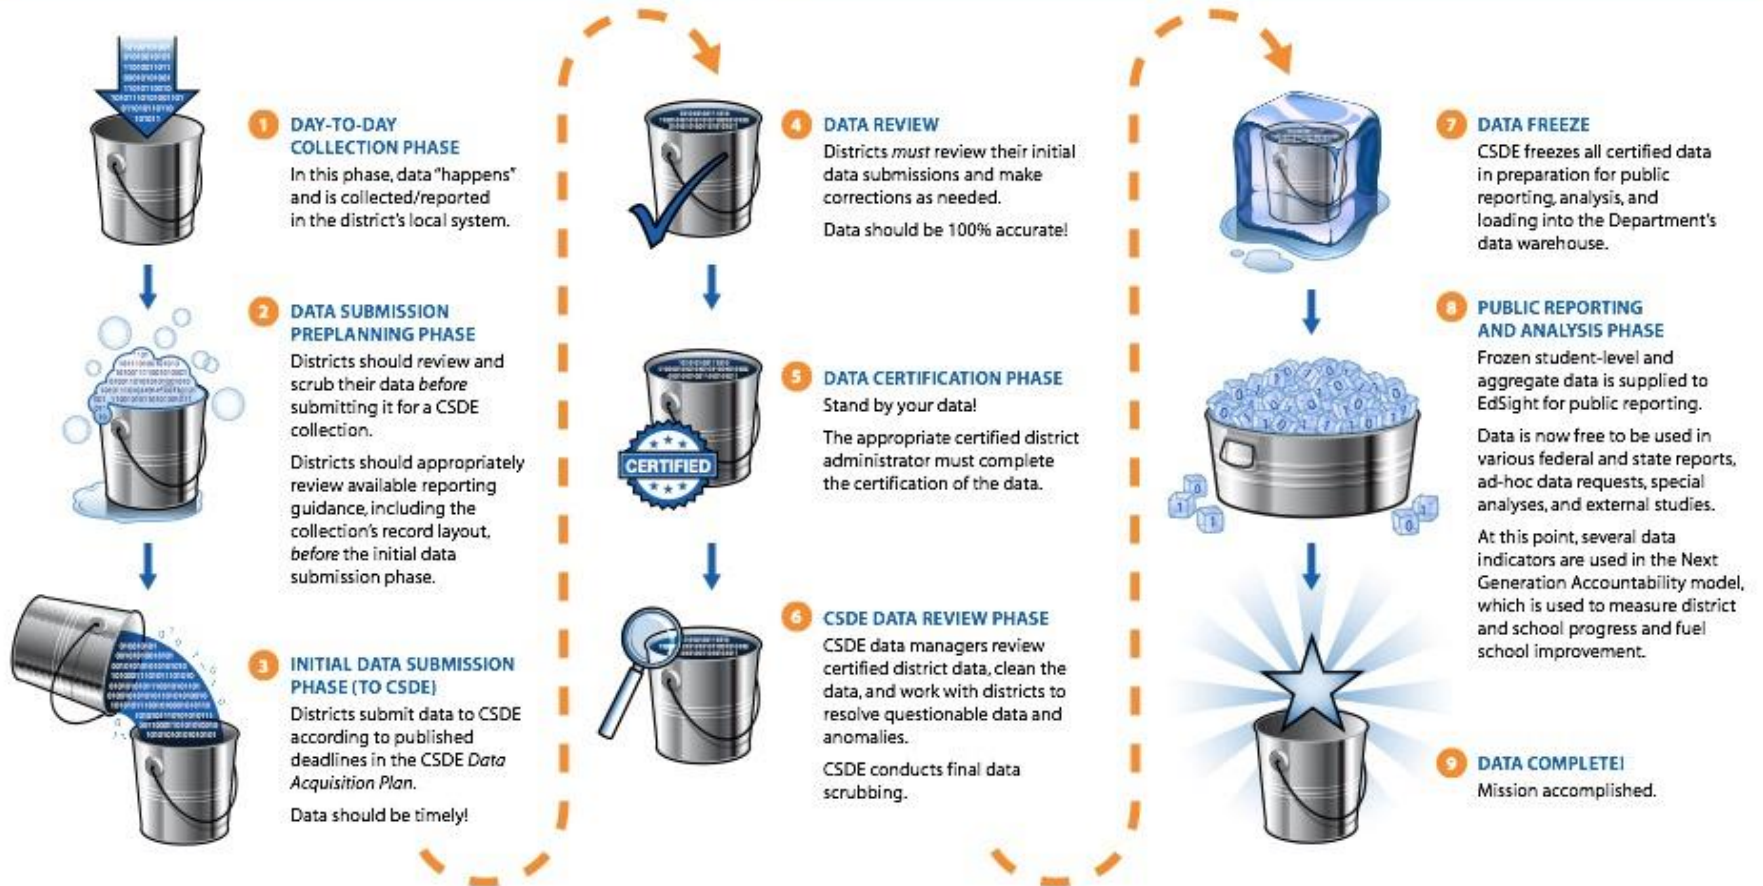 1
DAY-TO-DAY
COLLECTION PHASE
In this phase, data "happens"
and is collected/reported
in the district's local system.
2
DATA SUBMISSION
PREPLANNING PHASE
Districts should review and
scrub their data before
submitting it for a CSDE
collection.
Districts should appropriately
review available reporting
guidance, including the
collection's record layout,
before the initial data
submission phase.
3
INITIAL DATA SUBMISSION
PHASE (TO CSDE)
Districts submit data to CSDE
according to published
deadlines in the CSDE Data
Acquisition Plan.
Data should be timely!
4
DATA REVIEW
Districts must review their initial
data submissions and make
corrections as needed.
Data should be 100% accurate!
CERTIFIED
5
DATA CERTIFICATION PHASE
Stand by your data!
The appropriate certified district
administrator must complete
the certification of the data.
6
CSDE DATA REVIEW PHASE
CSDE data managers review
certified district data, clean the
data, and work with districts to
resolve questionable data and
anomalies.
CSDE conducts final data
scrubbing.
7
DATA FREEZE
CSDE freezes all certified data
in preparation for public
reporting, analysis, and
loading into the Department's
data warehouse.
8
PUBLIC REPORTING
AND ANALYSIS PHASE
Frozen student-level and
aggregate data is supplied to
EdSight for public reporting.
Data is now free to be used in
various federal and state reports,
ad-hoc data requests, special
analyses, and external studies.
At this point, several data
indicators are used in the Next
Generation Accountability model,
which is used to measure district
and school progress and fuel
school improvement.
9
DATA COMPLETE!
Mission accomplished.